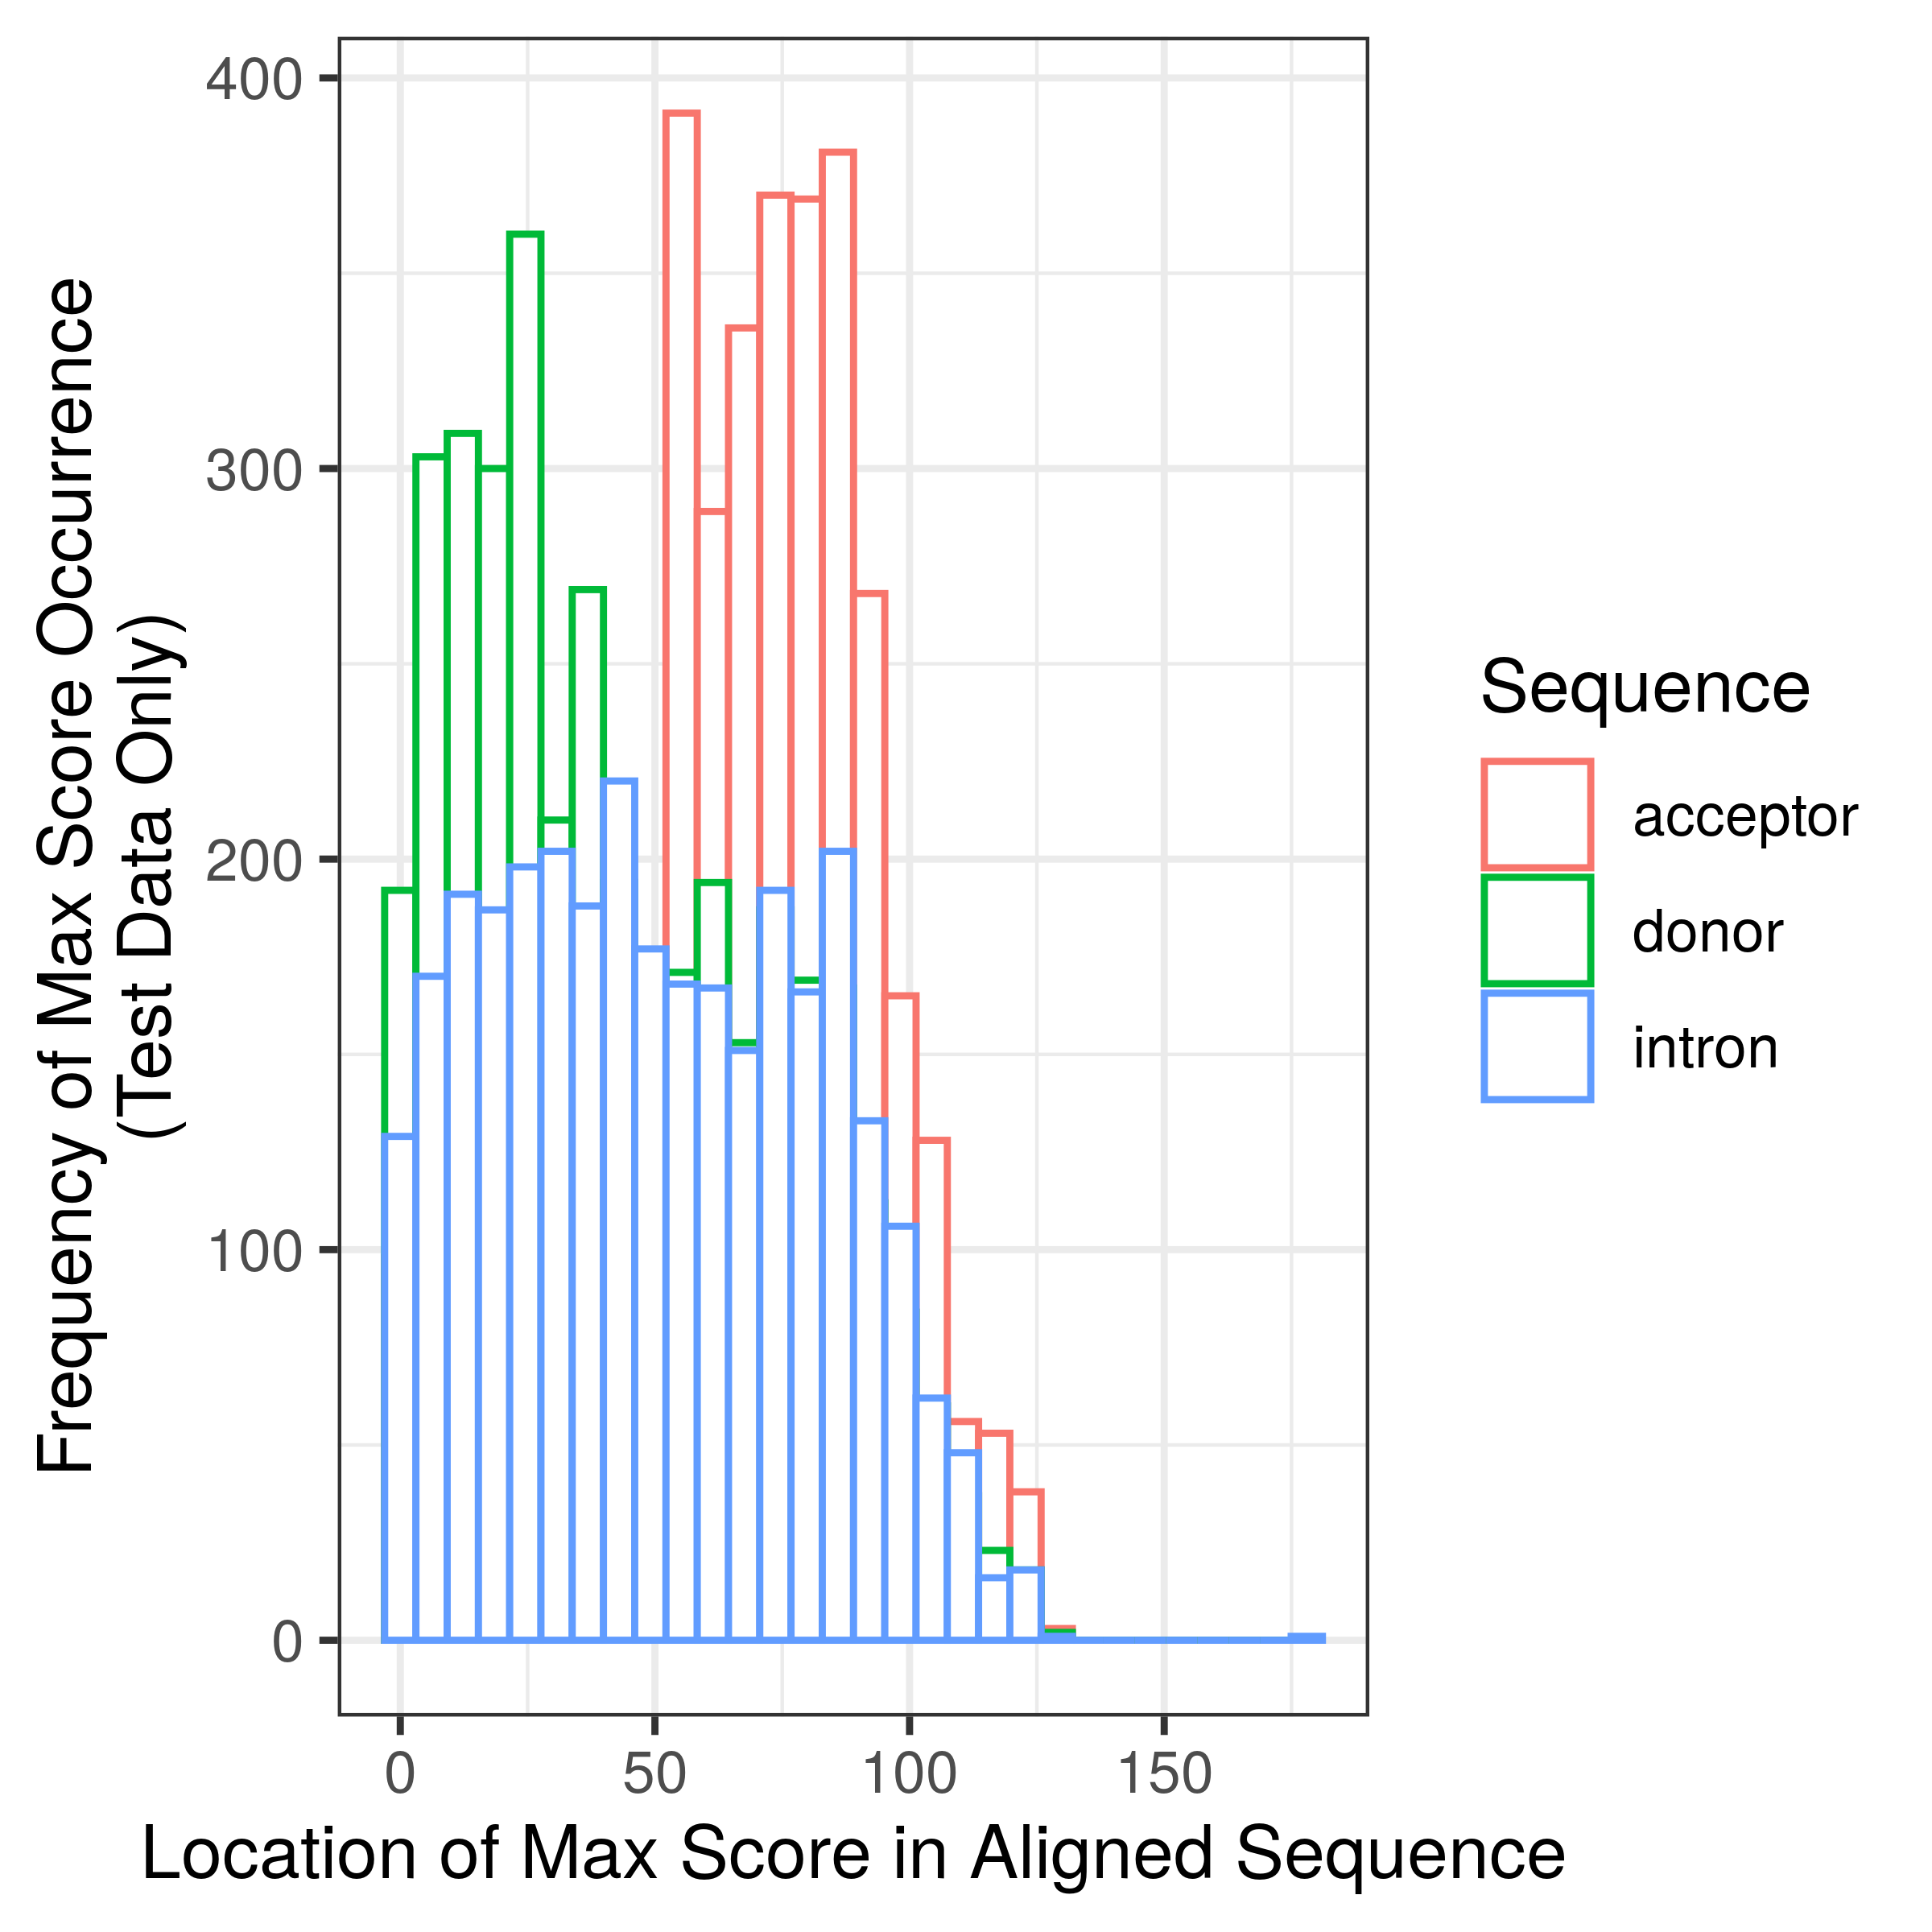 Frequency of Max Score Occurrence
(Test Data Only)
400
300
200
100
0
0 50 100 150
Location of Max Score in Aligned Sequence
Sequence
acceptor
donor
intron